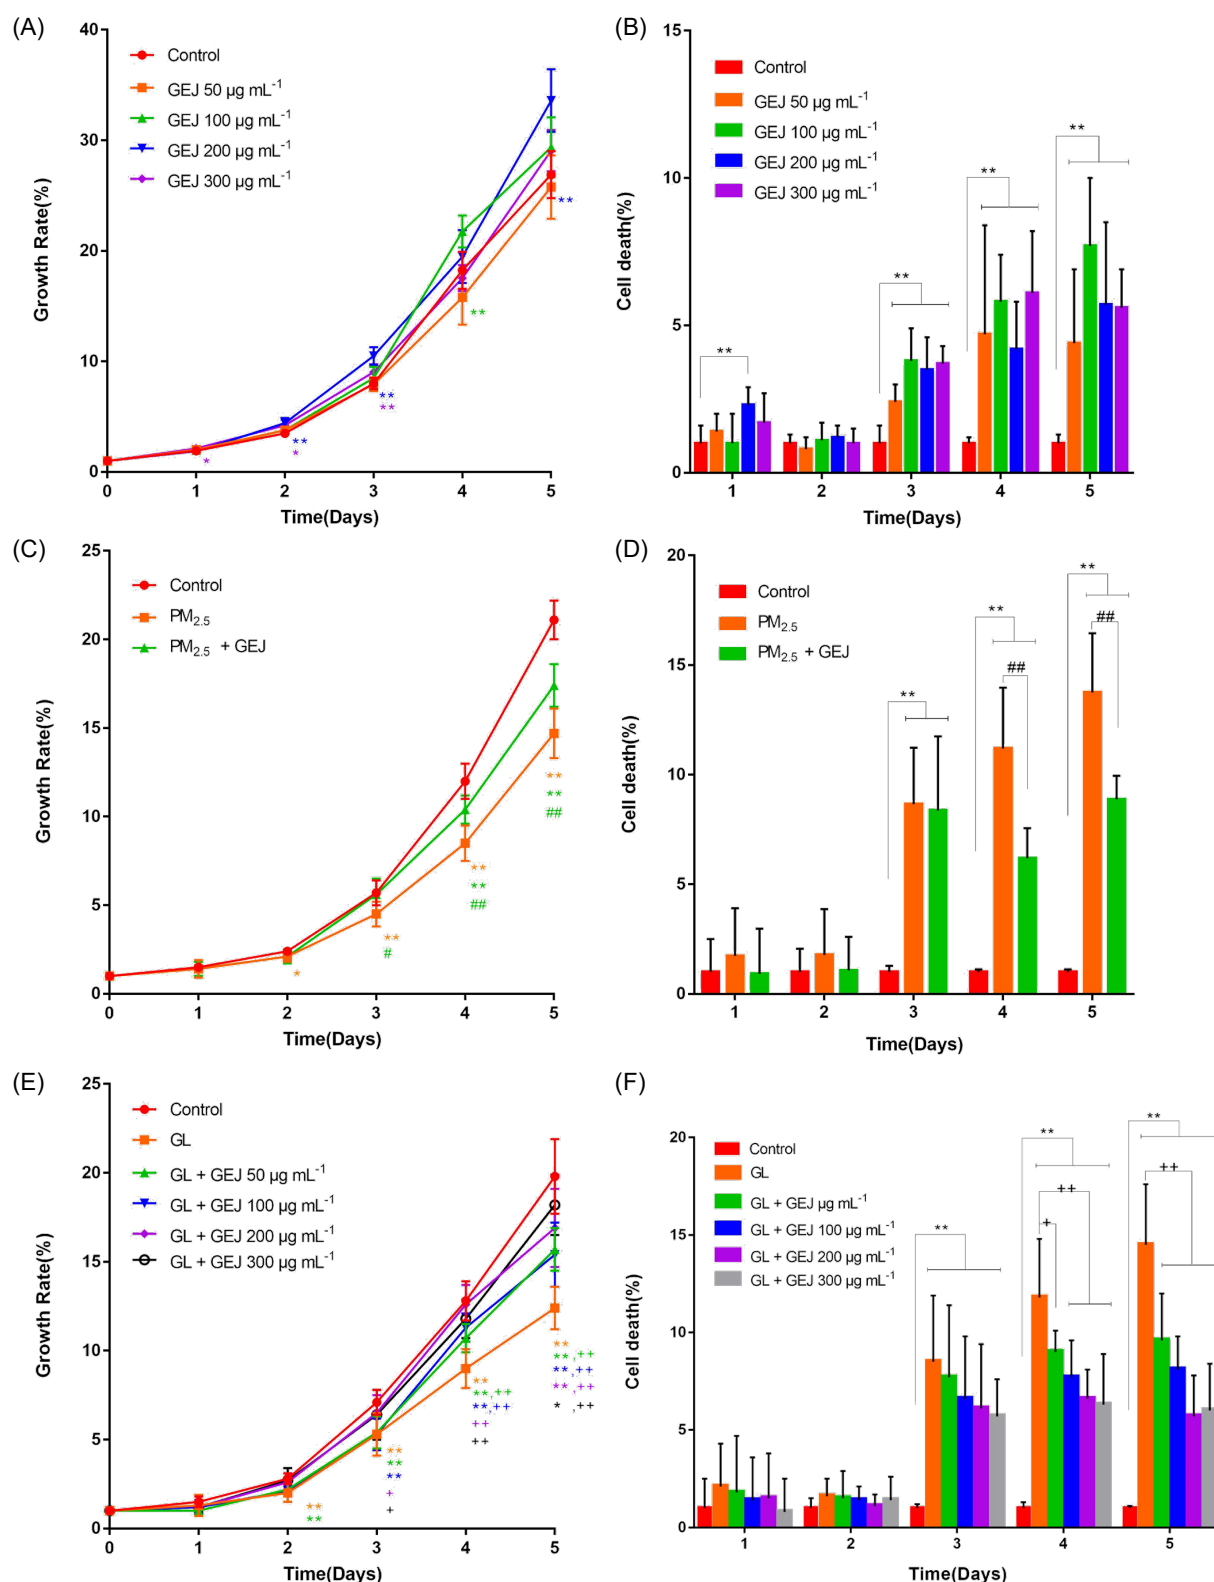 (A)
40
30
20
10
0
Growth Rate(%)
Control
GEJ 50 µg mL⁻¹
GEJ 100 µg mL⁻¹
GEJ 200 µg mL⁻¹
GEJ 300 µg mL⁻¹
*
**
*
**
**
**
**
0 1 2 3 4 5
Time(Days)
(B)
15
10
5
0
Cell death(%)
Control
GEJ 50 µg mL⁻¹
GEJ 100 µg mL⁻¹
GEJ 200 µg mL⁻¹
GEJ 300 µg mL⁻¹
**
**
**
**
1 2 3 4 5
Time(Days)
(C)
25
20
15
10
5
0
Growth Rate(%)
Control
PM₂.₅
PM₂.₅ + GEJ
*
**
#
**
**
##
**
**
##
0 1 2 3 4 5
Time(Days)
(D)
20
15
10
5
0
Cell death(%)
Control
PM₂.₅
PM₂.₅ + GEJ
**
**
##
**
##
1 2 3 4 5
Time(Days)
(E)
25
20
15
10
5
0
Growth Rate(%)
Control
GL
GL + GEJ 50 µg mL⁻¹
GL + GEJ 100 µg mL⁻¹
GL + GEJ 200 µg mL⁻¹
GL + GEJ 300 µg mL⁻¹
**
**
**
**
**
+
+
**
**,++
**,++
++
++
**
**,++
**,++
**,++
* ,++
0 1 2 3 4 5
Time(Days)
(F)
20
15
10
5
0
Cell death(%)
Control
GL
GL + GEJ µg mL⁻¹
GL + GEJ 100 µg mL⁻¹
GL + GEJ 200 µg mL⁻¹
GL + GEJ 300 µg mL⁻¹
**
**
++
+
**
++
1 2 3 4 5
Time(Days)